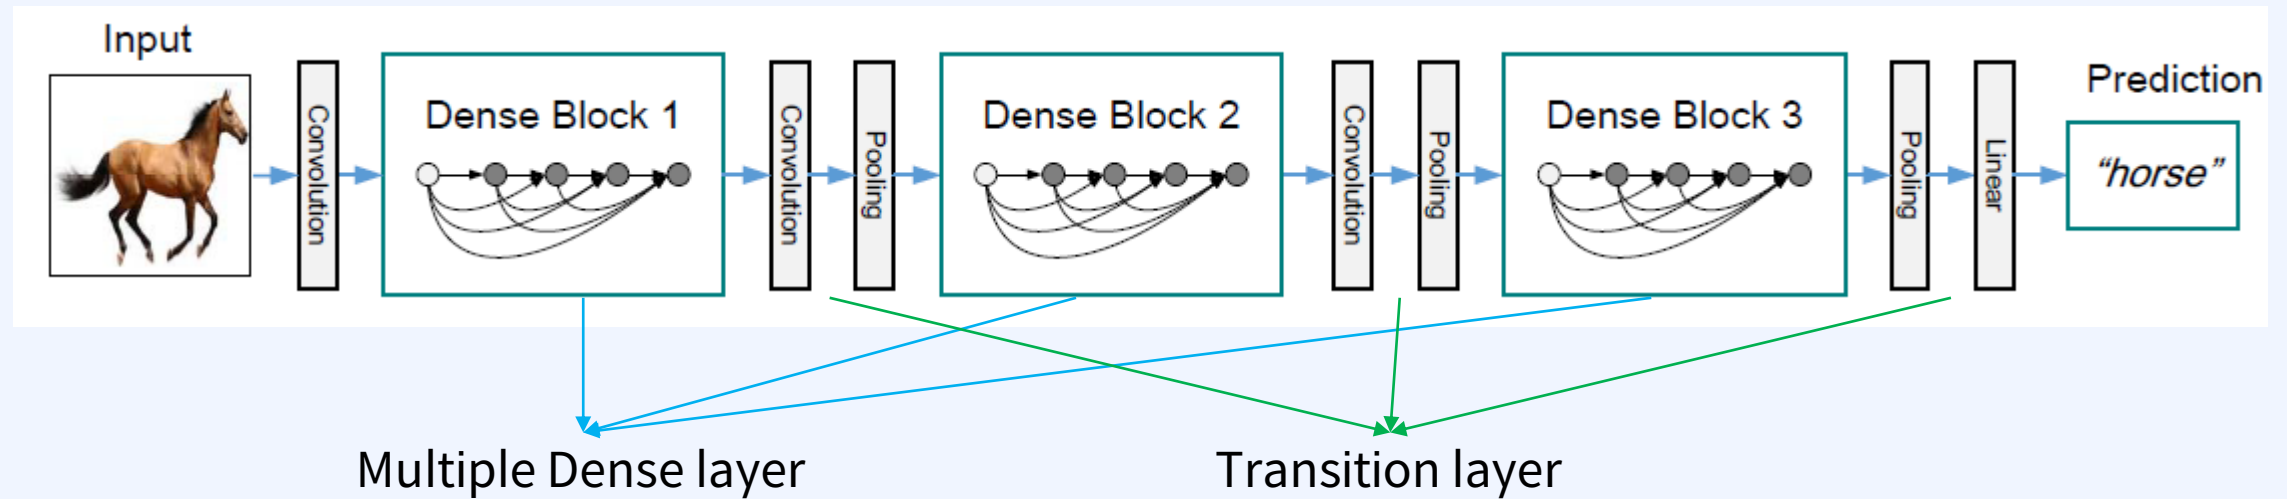 Input
Convolution
Dense Block 1
Convolution
Pooling
Dense Block 2
Convolution
Pooling
Dense Block 3
Pooling
Linear
Prediction
“horse”
Multiple Dense layer
Transition layer